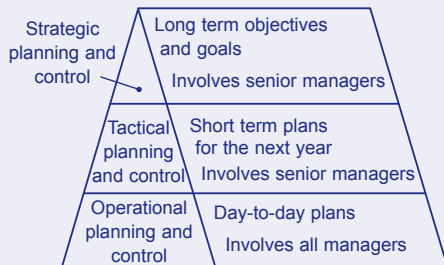 Strategic
planning and
control
Long term objectives
and goals
Involves senior managers
Tactical
planning
and control
Short term plans
for the next year
Involves senior managers
Operational
planning and
control
Day-to-day plans
Involves all managers